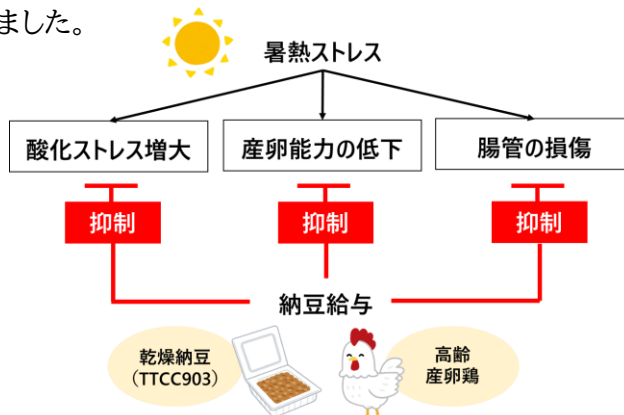 ました。
暑熱ストレス
酸化ストレス増大
産卵能力の低下
腸管の損傷
抑制
抑制
抑制
納豆給与
乾燥納豆
（TTCC903）
高齢
産卵鶏